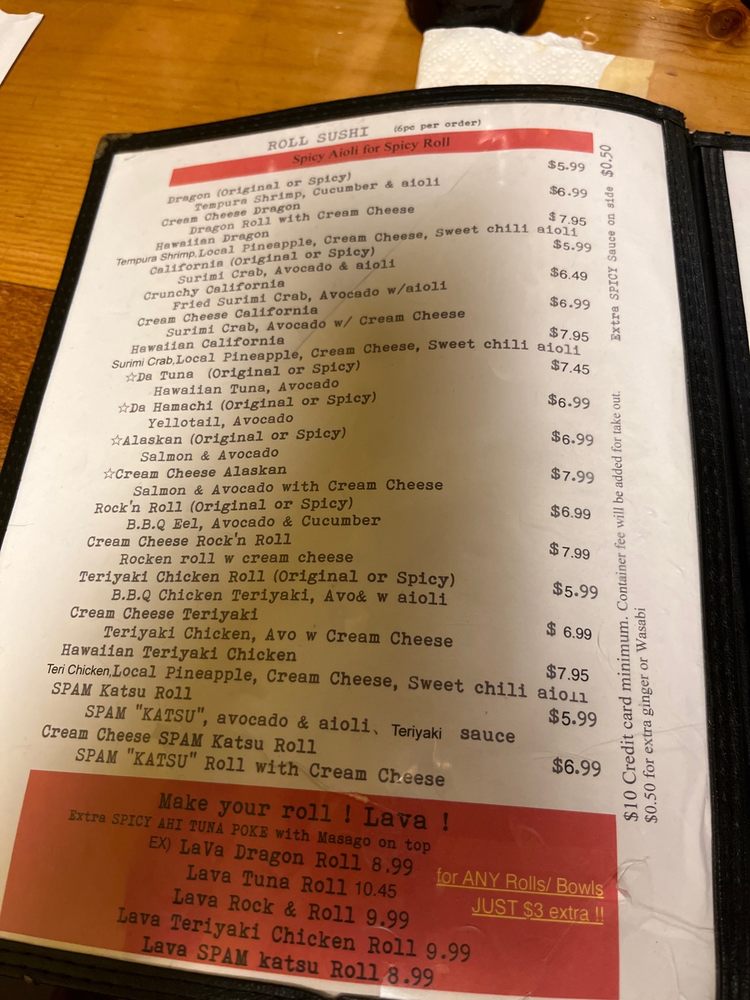 ROLL SUSHI (6pc per order)
Spicy Aioli for Spicy Roll
Dragon (Original or Spicy) $5.99
Tempura Shrimp, Cucumber & aioli
Cream Cheese Dragon $6.99
Dragon Roll with Cream Cheese
Hawaiian Dragon $7.95
Tempura Shrimp,Local Pineapple, Cream Cheese, Sweet chili aioli
California (Original or Spicy) $5.99
Surimi Crab, Avocado & aioli
Crunchy California $6.49
Fried Surimi Crab, Avocado w/aioli
Cream Cheese California $6.99
Surimi Crab, Avocado w/ Cream Cheese
Hawaiian California $7.95
Surimi Crab,Local Pineapple, Cream Cheese, Sweet chili aioli
☆Da Tuna (Original or Spicy) $7.45
Hawaiian Tuna, Avocado
☆Da Hamachi (Original or Spicy) $6.99
Yellotail, Avocado
☆Alaskan (Original or Spicy) $6.99
Salmon & Avocado
☆Cream Cheese Alaskan $7.99
Salmon & Avocado with Cream Cheese
Rock'n Roll (Original or Spicy) $6.99
B.B.Q Eel, Avocado & Cucumber
Cream Cheese Rock'n Roll $7.99
Rocken roll w cream cheese
Teriyaki Chicken Roll (Original or Spicy) $5.99
B.B.Q Chicken Teriyaki, Avo& w aioli
Cream Cheese Teriyaki $ 6.99
Teriyaki Chicken, Avo w Cream Cheese
Hawaiian Teriyaki Chicken $7.95
Teri Chicken,Local Pineapple, Cream Cheese, Sweet chili aioli
SPAM Katsu Roll $5.99
SPAM "KATSU", avocado & aioli、Teriyaki sauce
Cream Cheese SPAM Katsu Roll $6.99
SPAM "KATSU" Roll with Cream Cheese
Extra SPICY Sauce on side $0.50
$10 Credit card minimum. Container fee will be added for take out.
$0.50 for extra ginger or Wasabi
Make your roll ! Lava !
Extra SPICY AHI TUNA POKE with Masago on top
EX) LaVa Dragon Roll 8.99
Lava Tuna Roll 10.45
Lava Rock & Roll 9.99
Lava Teriyaki Chicken Roll 9.99
Lava SPAM katsu Roll 8.99
for ANY Rolls/ Bowls
JUST $3 extra !!